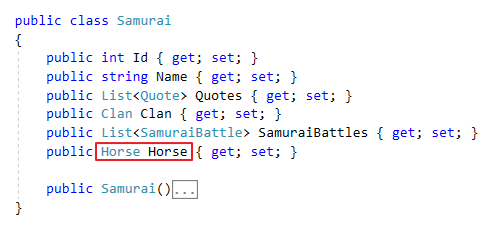 public class Samurai
{
public int Id { get; set; }
public string Name { get; set; }
public List<Quote> Quotes { get; set; }
public Clan Clan { get; set; }
public List<SamuraiBattle> SamuraiBattles { get; set; }
public Horse Horse { get; set; }
public Samurai()...
}